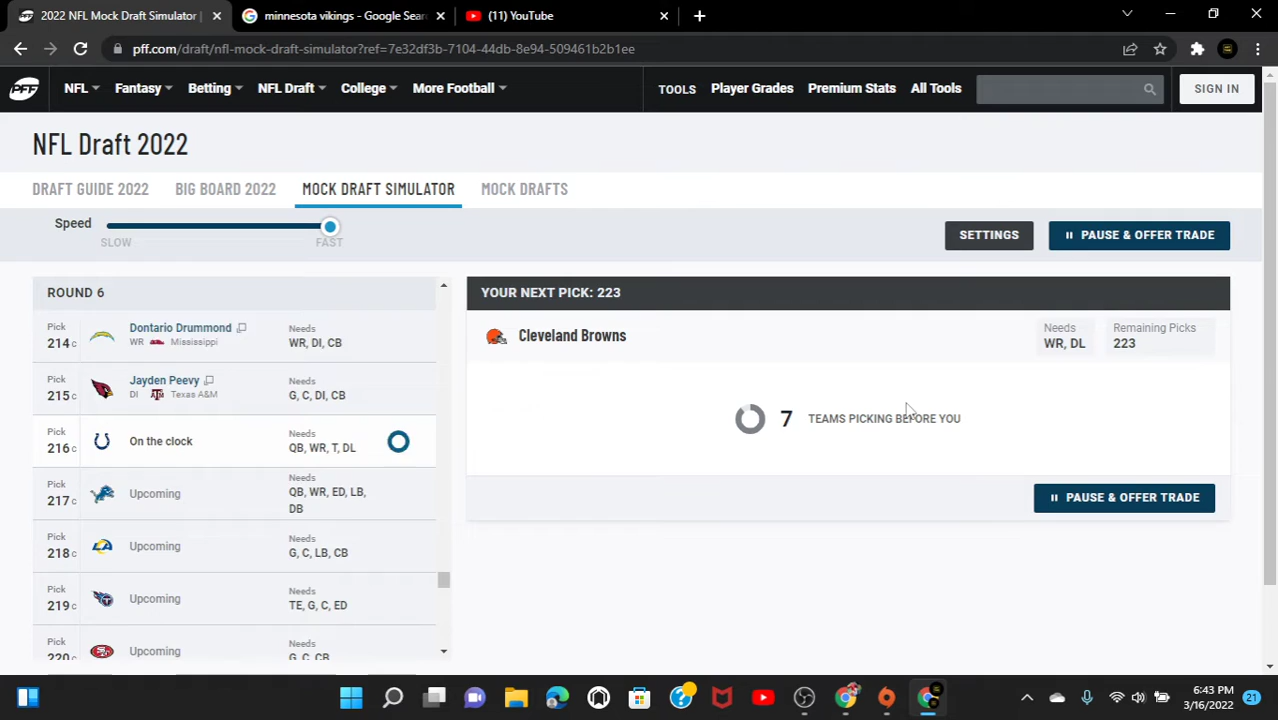 2022 NFL Mock Draft Simulator |
minnesota vikings - Google Sear
(11) YouTube
pff.com/draft/nfl-mock-draft-simulator?ref=7e32df3b-7104-44db-8e94-509461b2b1ee
PFF
NFL
Fantasy
Betting
NFL Draft
College
More Football
TOOLS
Player Grades
Premium Stats
All Tools
SIGN IN
NFL Draft 2022
DRAFT GUIDE 2022
BIG BOARD 2022
MOCK DRAFT SIMULATOR
MOCK DRAFTS
Speed
SLOW
FAST
SETTINGS
PAUSE & OFFER TRADE
ROUND 6
Pick
214 c
Dontario Drummond
WR Mississippi
Needs
WR, DI, CB
Pick
215 c
Jayden Peevy
DI Texas A&M
Needs
G, C, DI, CB
Pick
216 c
On the clock
Needs
QB, WR, T, DL
Pick
217 c
Upcoming
Needs
QB, WR, ED, LB,
DB
Pick
218 c
Upcoming
Needs
G, C, LB, CB
Pick
219 c
Upcoming
Needs
TE, G, C, ED
Pick
220 c
Upcoming
Needs
G, C, CB
YOUR NEXT PICK: 223
Cleveland Browns
Needs
WR, DL
Remaining Picks
223
7 TEAMS PICKING BEFORE YOU
PAUSE & OFFER TRADE
6:43 PM
3/16/2022
21